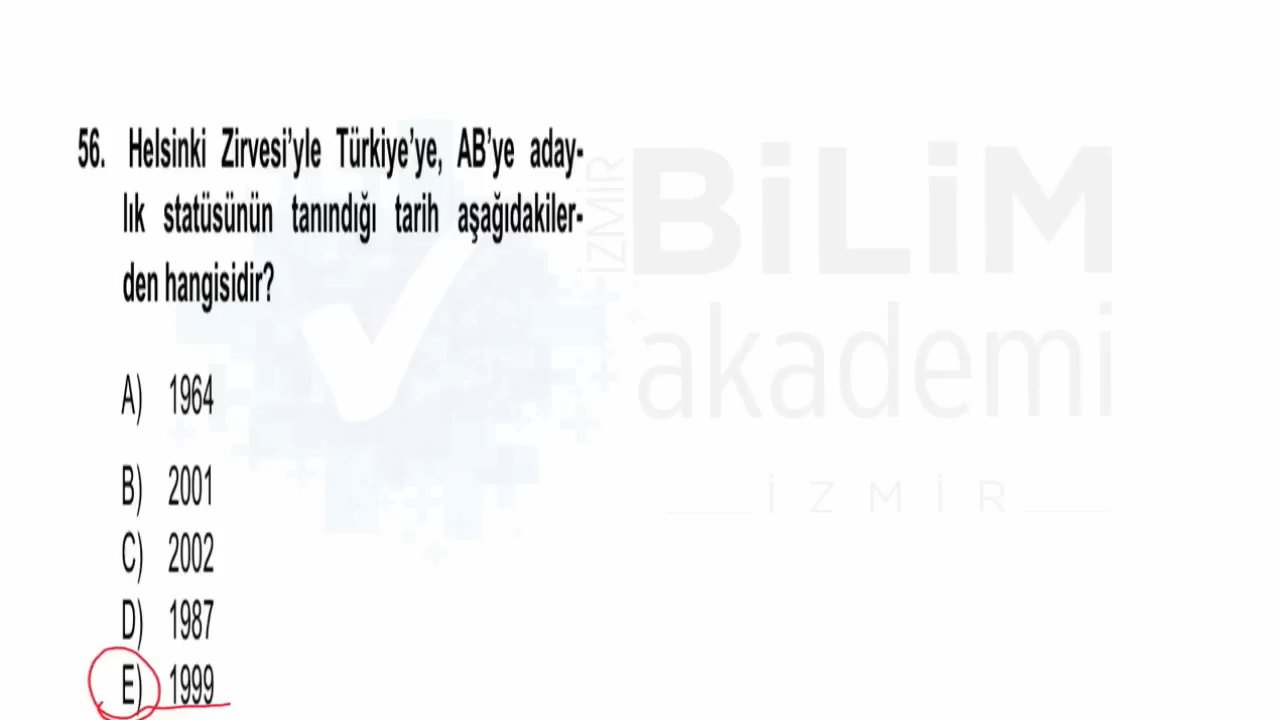 56. Helsinki Zirvesi'yle Türkiye'ye, AB'ye aday-
lık statüsünün tanındığı tarih aşağıdakiler-
den hangisidir?
A) 1964
B) 2001
C) 2002
D) 1987
E) 1999
İZMİR
BiLiM
akademi
İZMİR